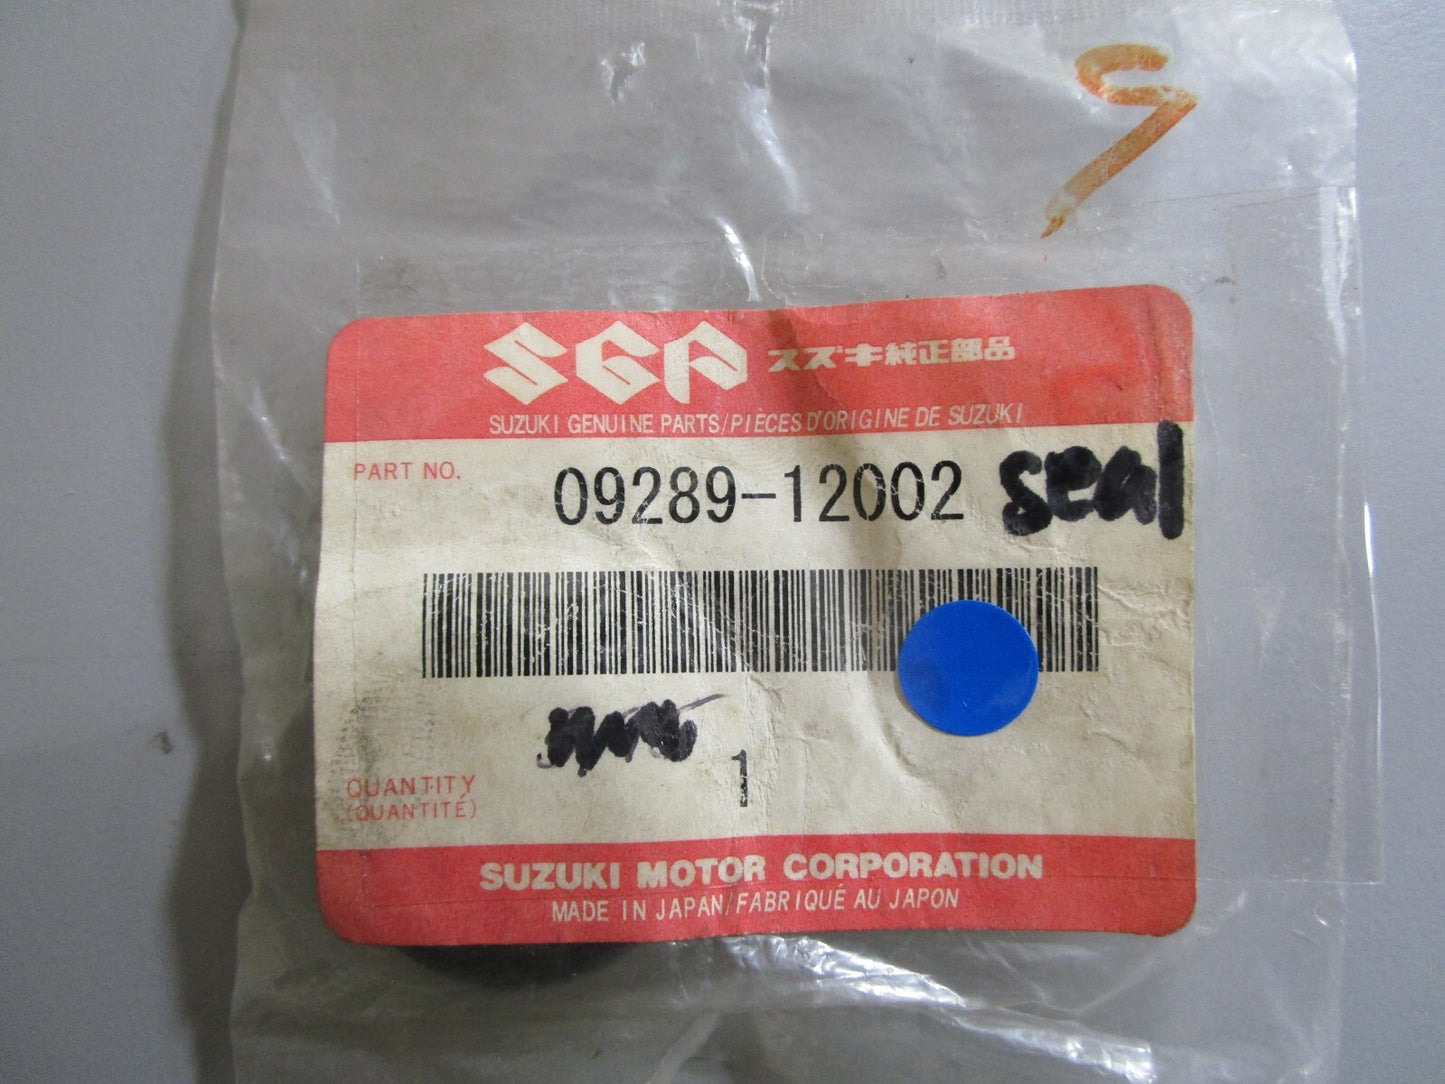 5
SGP スズキ純正部品
SUZUKI GENUINE PARTS/PIÈCES D'ORIGINE DE SUZUKI
PART NO. 09289-12002 seal
1
QUANTITY
(QUANTITÉ)
SUZUKI MOTOR CORPORATION
MADE IN JAPAN/FABRIQUÉ AU JAPON